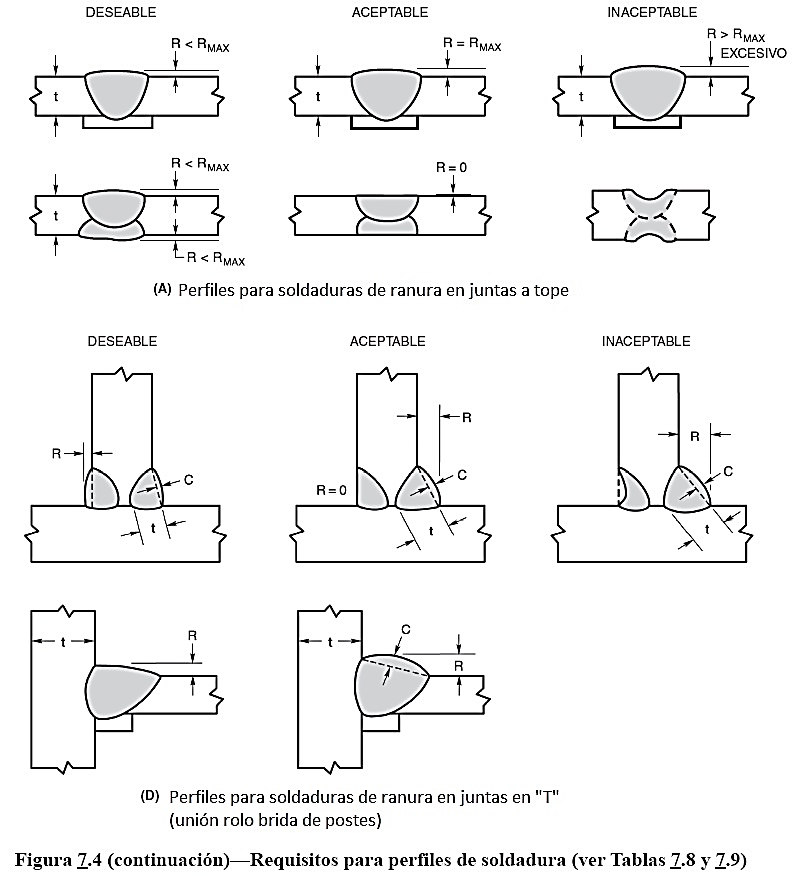 DESEABLE
ACEPTABLE
INACEPTABLE
R < RMAX
R = RMAX
R > RMAX
EXCESIVO
t
t
t
R < RMAX
R = 0
t
R < RMAX
(A) Perfiles para soldaduras de ranura en juntas a tope
DESEABLE
ACEPTABLE
INACEPTABLE
R
C
t
R
R = 0
C
t
R
C
t
t
R
t
C
R
(D) Perfiles para soldaduras de ranura en juntas en "T"
(unión rolo brida de postes)
Figura 7.4 (continuación)—Requisitos para perfiles de soldadura (ver Tablas 7.8 y 7.9)